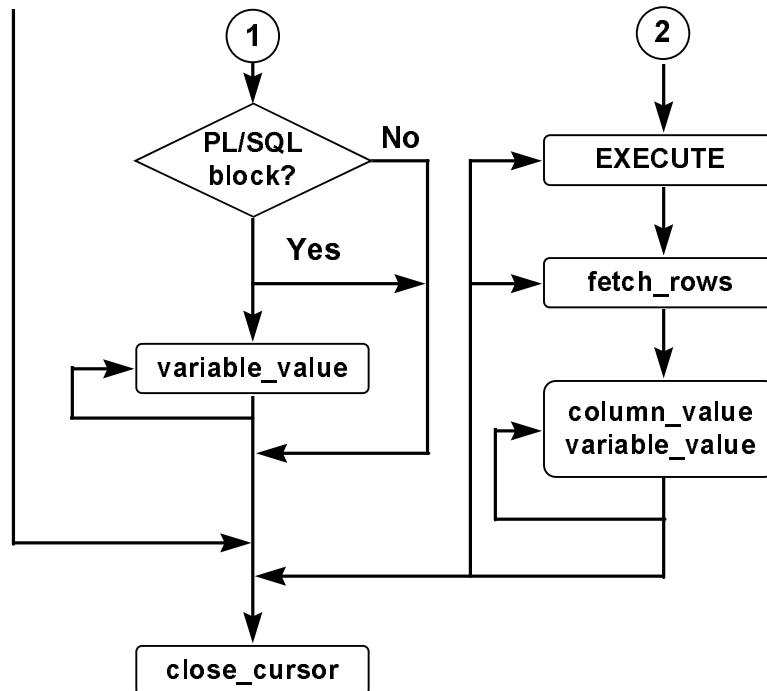 1
2
PL/SQL
block?
No
EXECUTE
Yes
fetch_rows
variable_value
column_value
variable_value
close_cursor